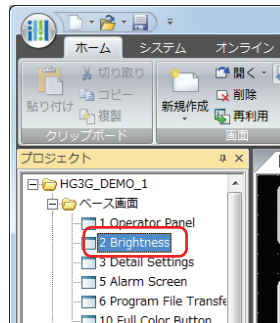 ホーム システム オンライン
貼り付け
切り取り
コピー
複製
クリップボード
新規作成
開く
削除
再利用
画面
プロジェクト
HG3G_DEMO_1
ベース画面
1 Operator Panel
2 Brightness
3 Detail Settings
5 Alarm Screen
6 Program File Transfe
10 Full Color Button